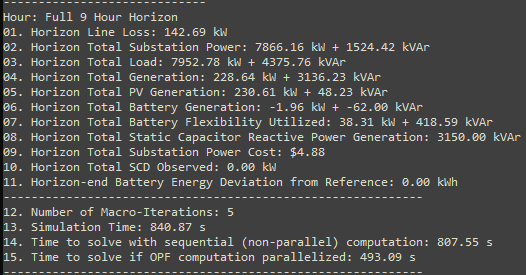 ------------------------------
Hour: Full 9 Hour Horizon
01. Horizon Line Loss: 142.69 kW
02. Horizon Total Substation Power: 7866.16 kW + 1524.42 kVAr
03. Horizon Total Load: 7952.78 kW + 4375.76 kVAr
04. Horizon Total Generation: 228.64 kW + 3136.23 kVAr
05. Horizon Total PV Generation: 230.61 kW + 48.23 kVAr
06. Horizon Total Battery Generation: -1.96 kW + -62.00 kVAr
07. Horizon Total Battery Flexibility Utilized: 38.31 kW + 418.59 kVAr
08. Horizon Total Static Capacitor Reactive Power Generation: 3150.00 kVAr
09. Horizon Total Substation Power Cost: $4.88
10. Horizon Total SCD Observed: 0.00 kW
11. Horizon-end Battery Energy Deviation from Reference: 0.00 kWh
------------------------------------------------------------
12. Number of Macro-Iterations: 5
13. Simulation Time: 840.87 s
14. Time to solve with sequential (non-parallel) computation: 807.55 s
15. Time to solve if OPF computation parallelized: 493.09 s
------------------------------------------------------------